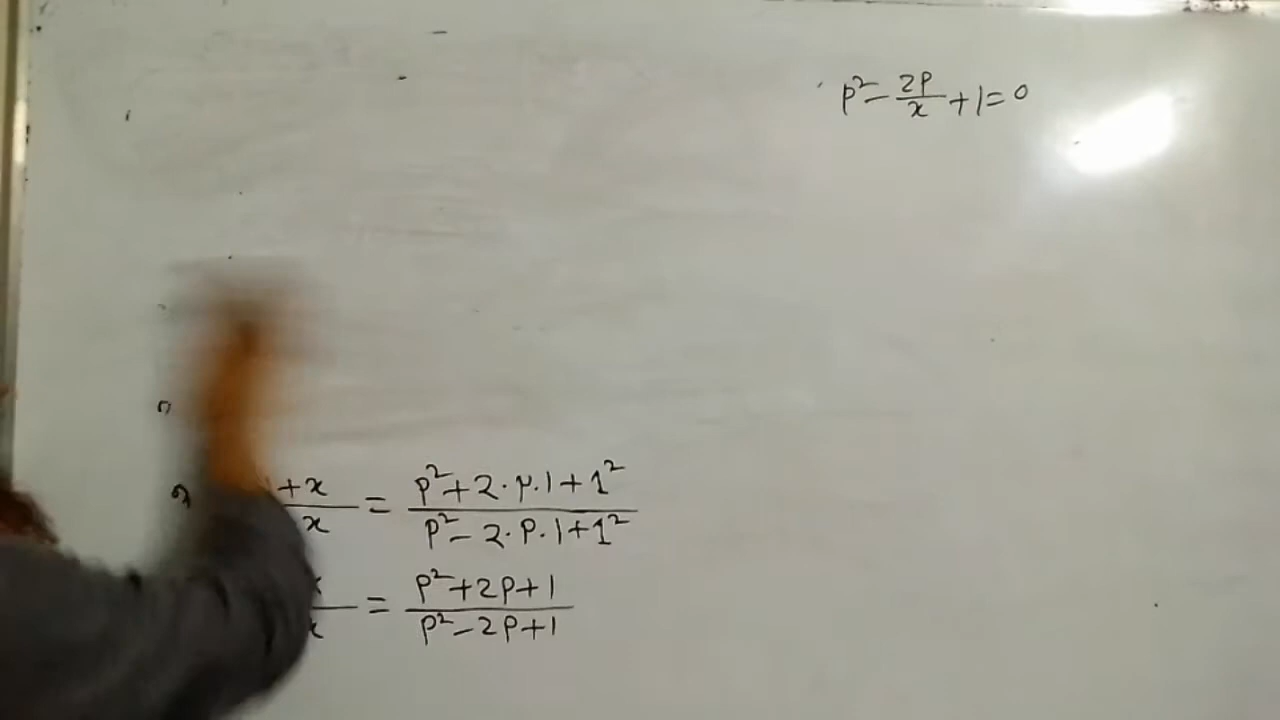 p² - 2p/x + 1 = 0
+x / x = p² + 2·p·1 + 1² / p² - 2·p·1 + 1²
x / x = p² + 2p + 1 / p² - 2p + 1